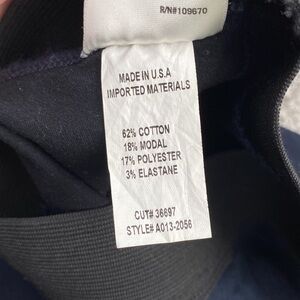 R/N#109670
MADE IN U.S.A
IMPORTED MATERIALS
62% COTTON
18% MODAL
17% POLYESTER
3% ELASTANE
CUT# 36697
STYLE# A013-2056